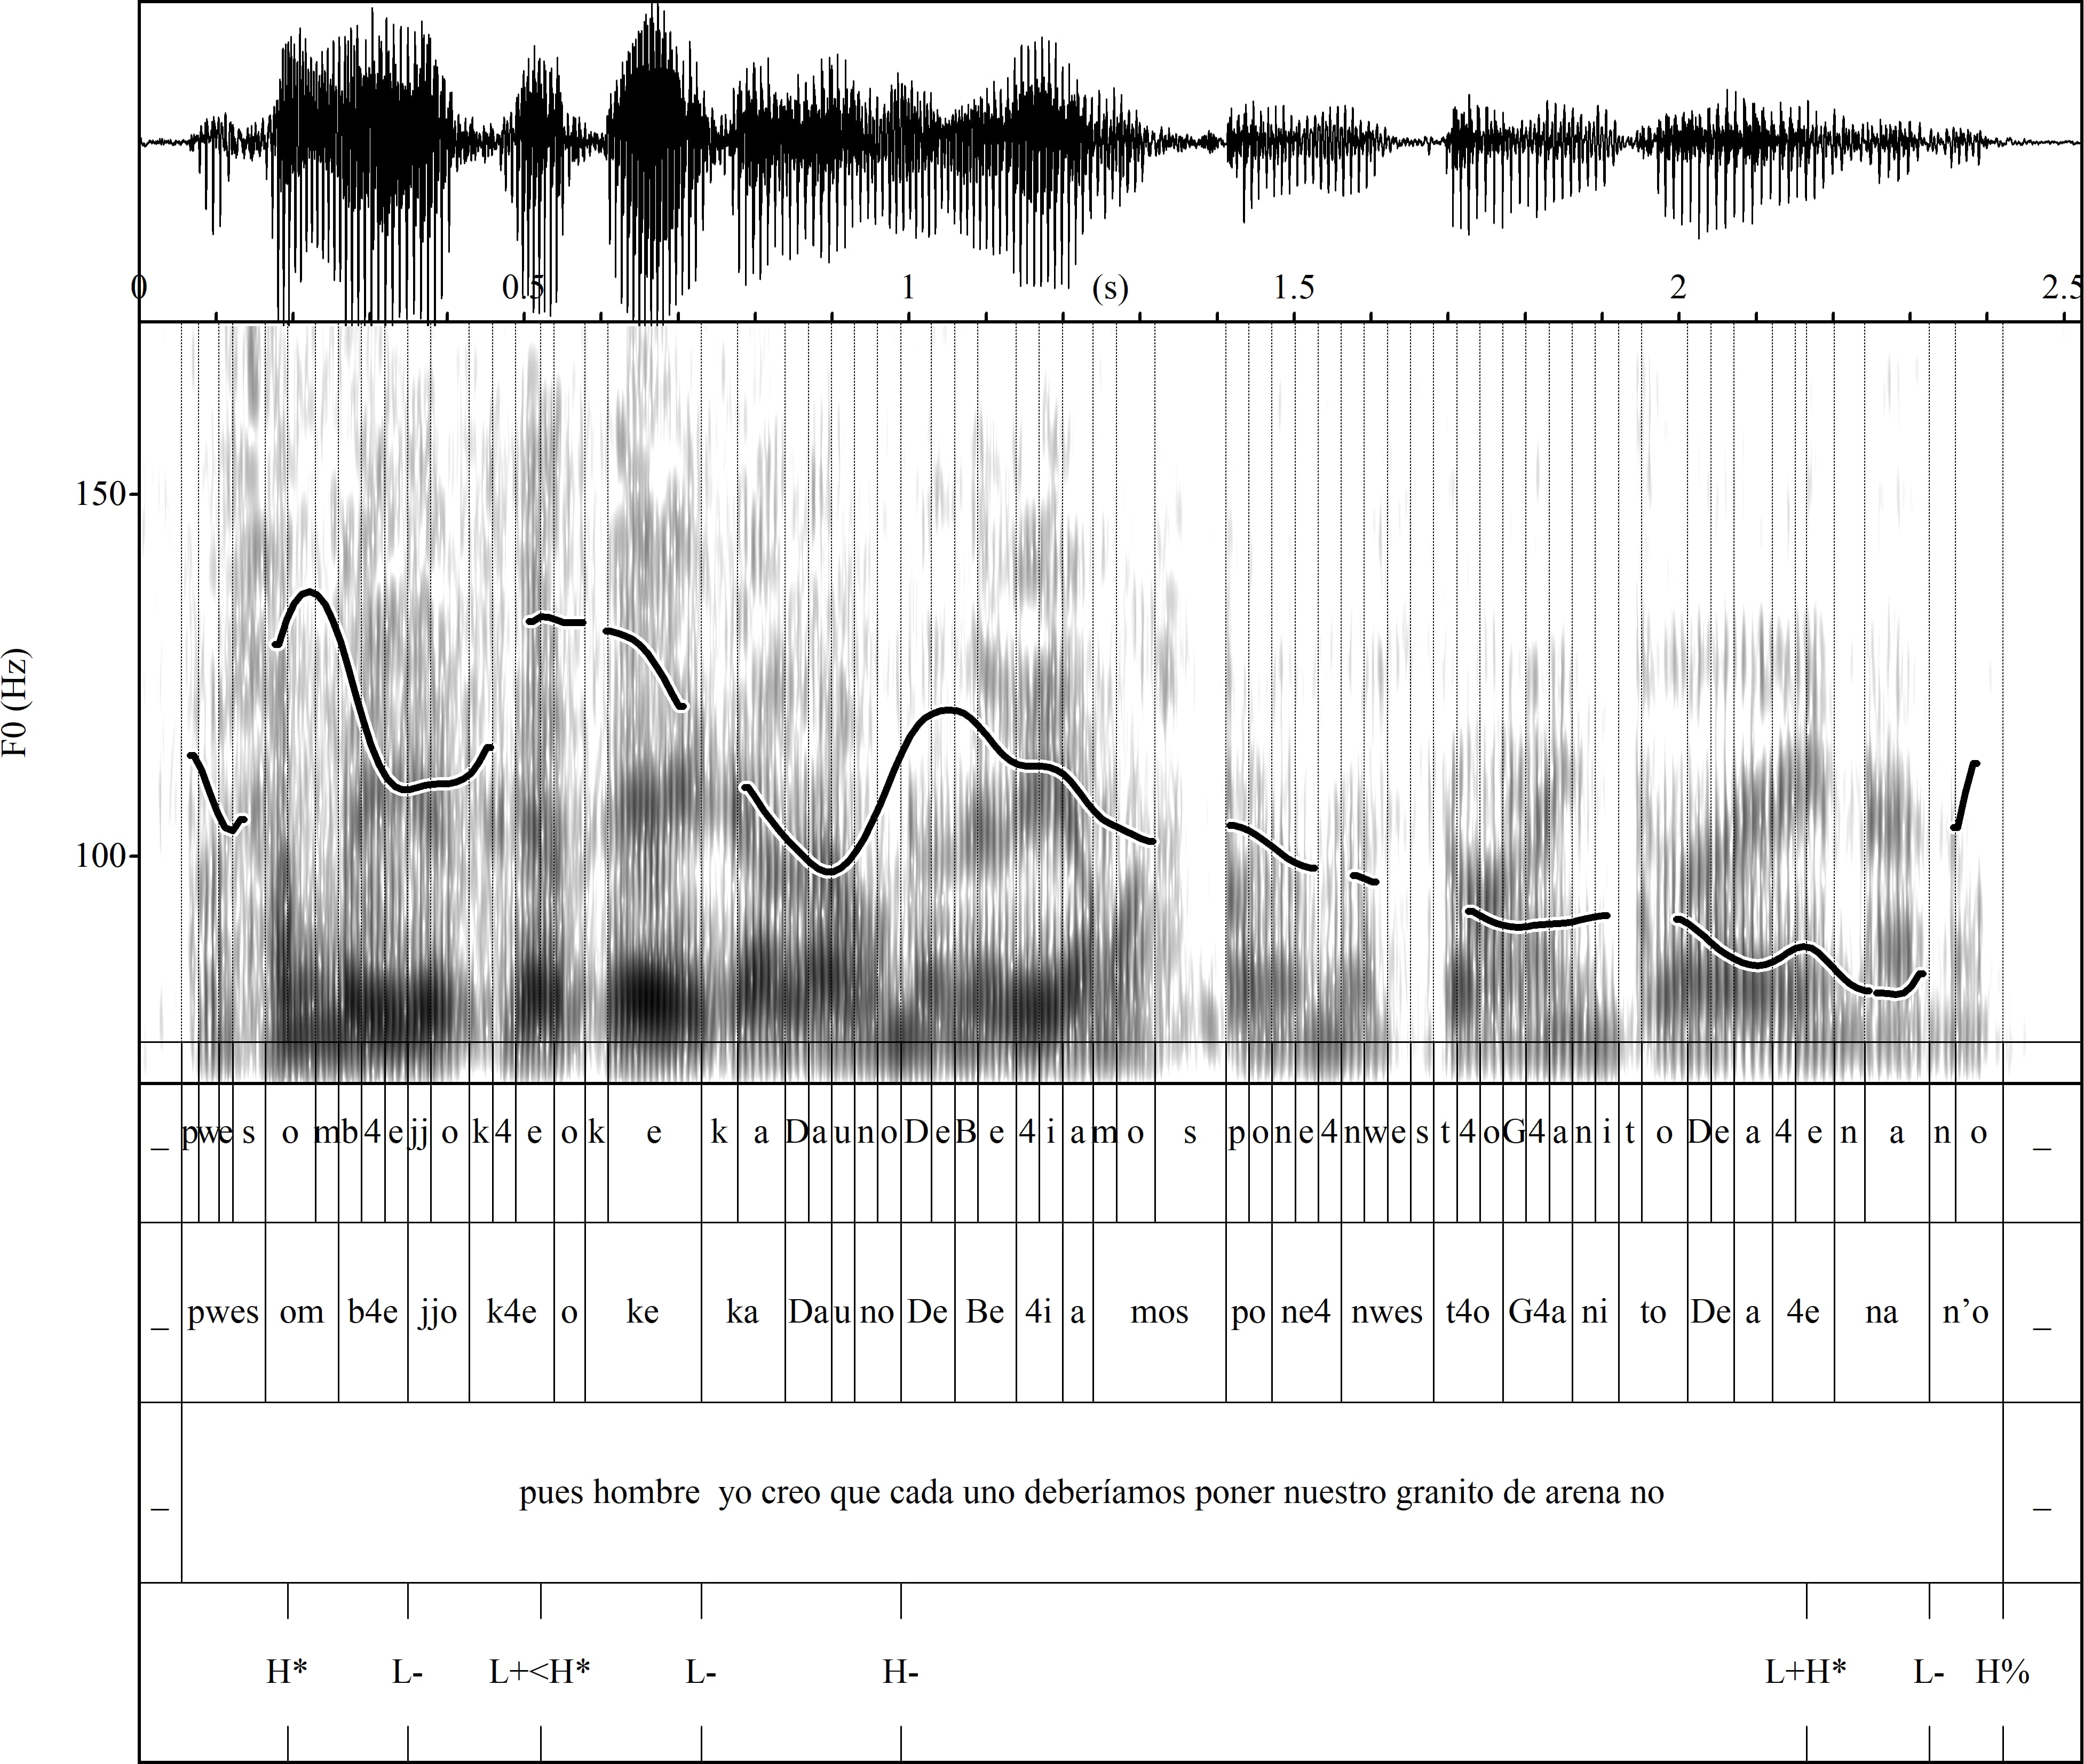 0 0.5 1 (s) 1.5 2 2.5
F0 (Hz)
150
100
_ p w e s o m b 4 e jj o k 4 e o k e k a D a u n o D e B e 4 i a m o s p o n e 4 n w e s t 4 o G 4 a n i t o D e a 4 e n a n o _
_ pwes om b4e jjo k4e o ke ka Da u no De Be 4i a mos po ne4 nwes t4o G4a ni to De a 4e na n’o _
_ pues hombre yo creo que cada uno deberíamos poner nuestro granito de arena no _
H* L- L+<H* L- H- L+H* L- H%